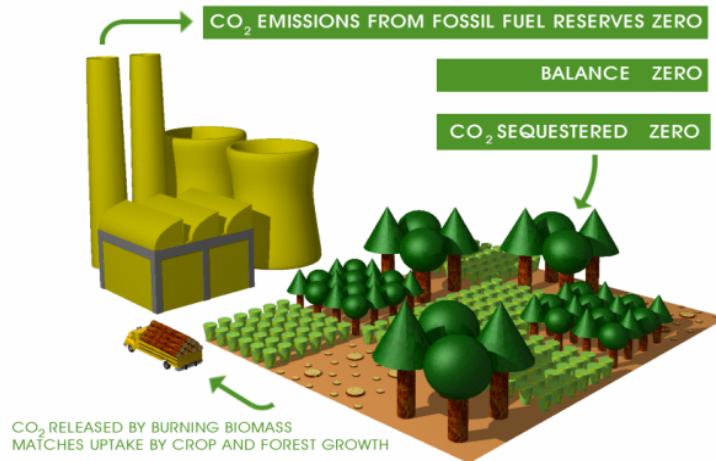 CO₂ EMISSIONS FROM FOSSIL FUEL RESERVES ZERO
BALANCE ZERO
CO₂ SEQUESTERED ZERO
CO₂ RELEASED BY BURNING BIOMASS
MATCHES UPTAKE BY CROP AND FOREST GROWTH